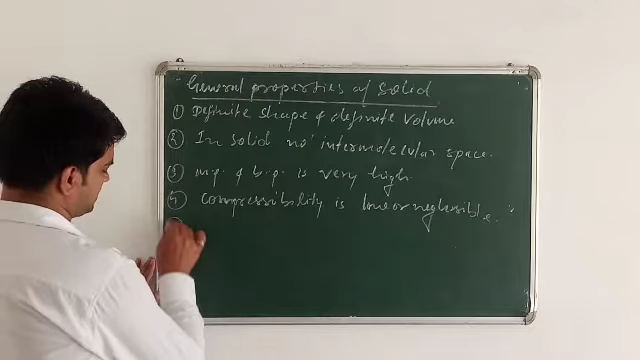 General properties of solid
① Definite shape & definite volume
② In solid no intermolecular space.
③ m.p. & b.p. is very high.
④ compressibility is low or neglesible.